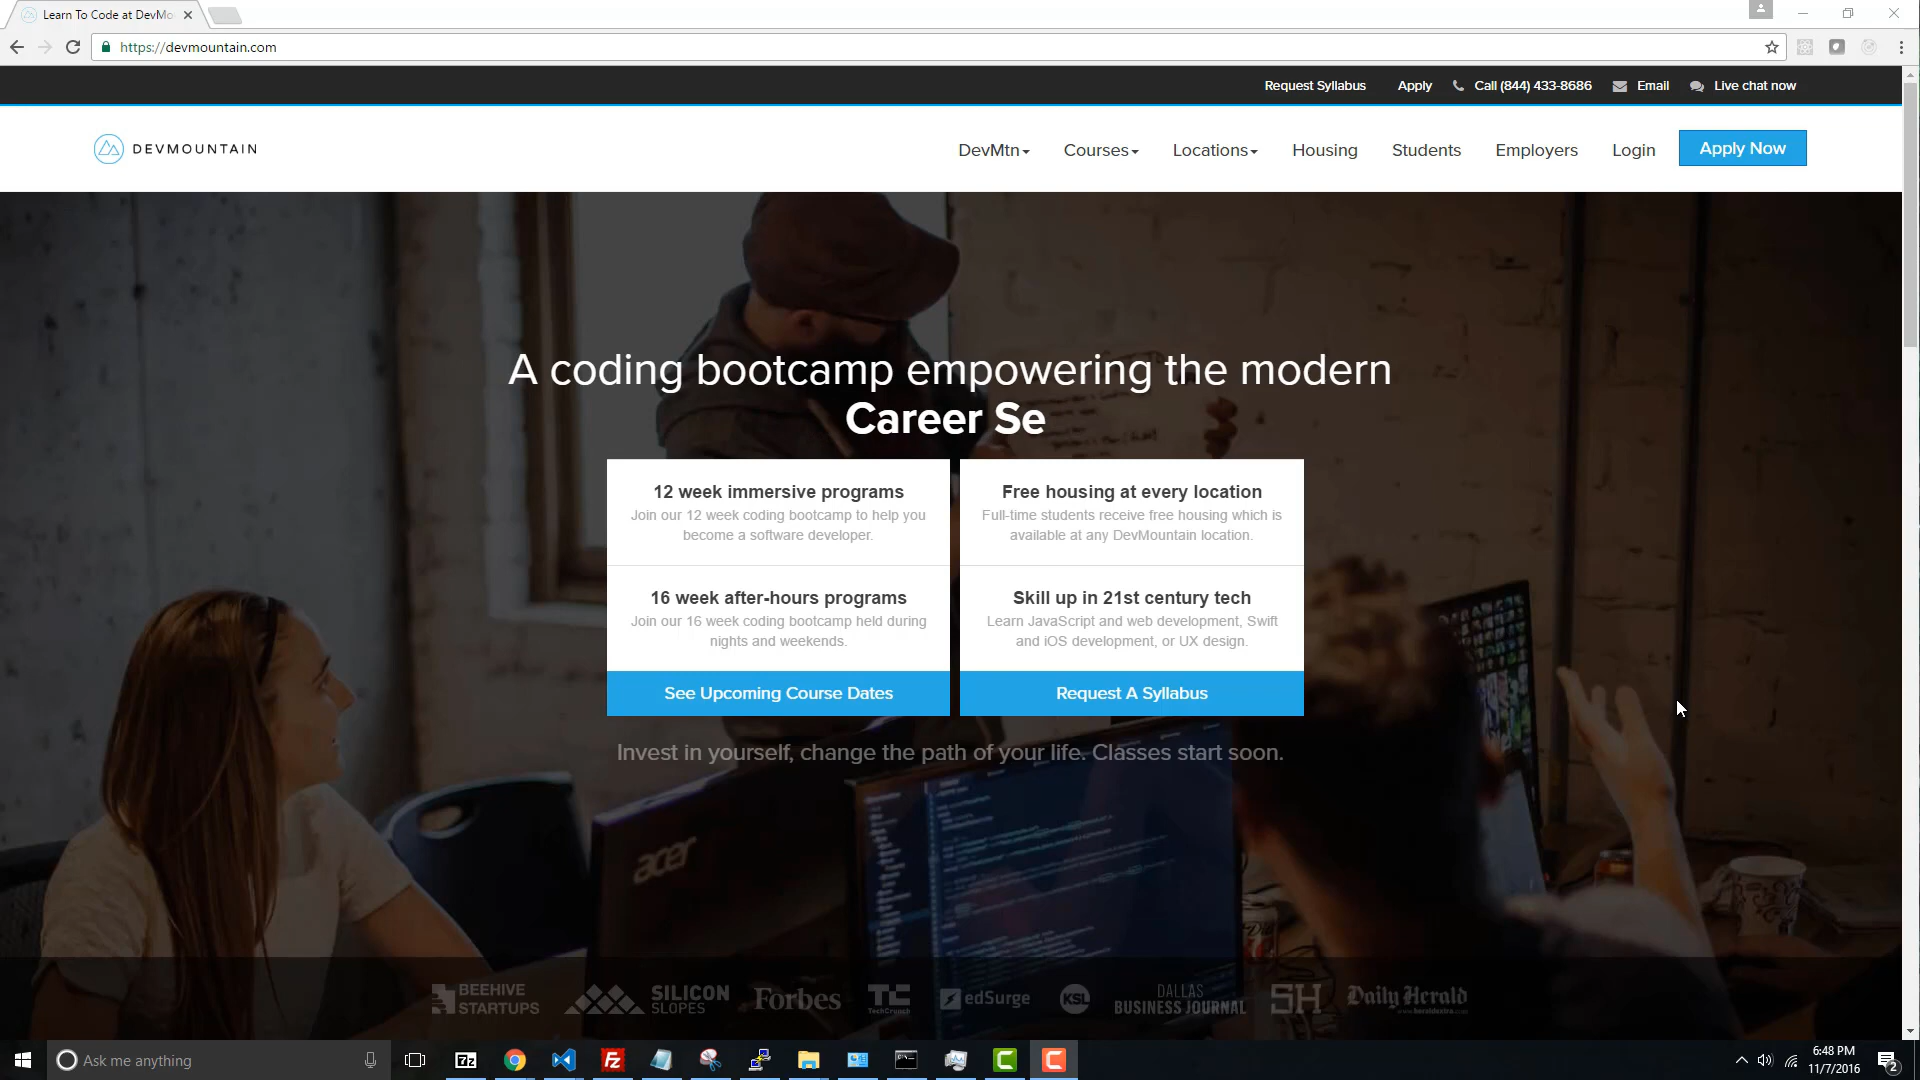 Learn To Code at DevMo
https://devmountain.com
Request Syllabus Apply Call (844) 433-8686 Email Live chat now
DEVMOUNTAIN
DevMtn Courses Locations Housing Students Employers Login Apply Now
A coding bootcamp empowering the modern
Career Se
12 week immersive programs
Join our 12 week coding bootcamp to help you
become a software developer.
Free housing at every location
Full-time students receive free housing which is
available at any DevMountain location.
16 week after-hours programs
Join our 16 week coding bootcamp held during
nights and weekends.
Skill up in 21st century tech
Learn JavaScript and web development, Swift
and iOS development, or UX design.
See Upcoming Course Dates
Request A Syllabus
Invest in yourself, change the path of your life. Classes start soon.
acer
BEEHIVE
STARTUPS
SILICON
SLOPES
Forbes
TC
TechCrunch
edSurge
KSL
DALLAS
BUSINESS JOURNAL
SH
Daily Herald
Ask me anything
7z
Fz
6:48 PM
11/7/2016
2